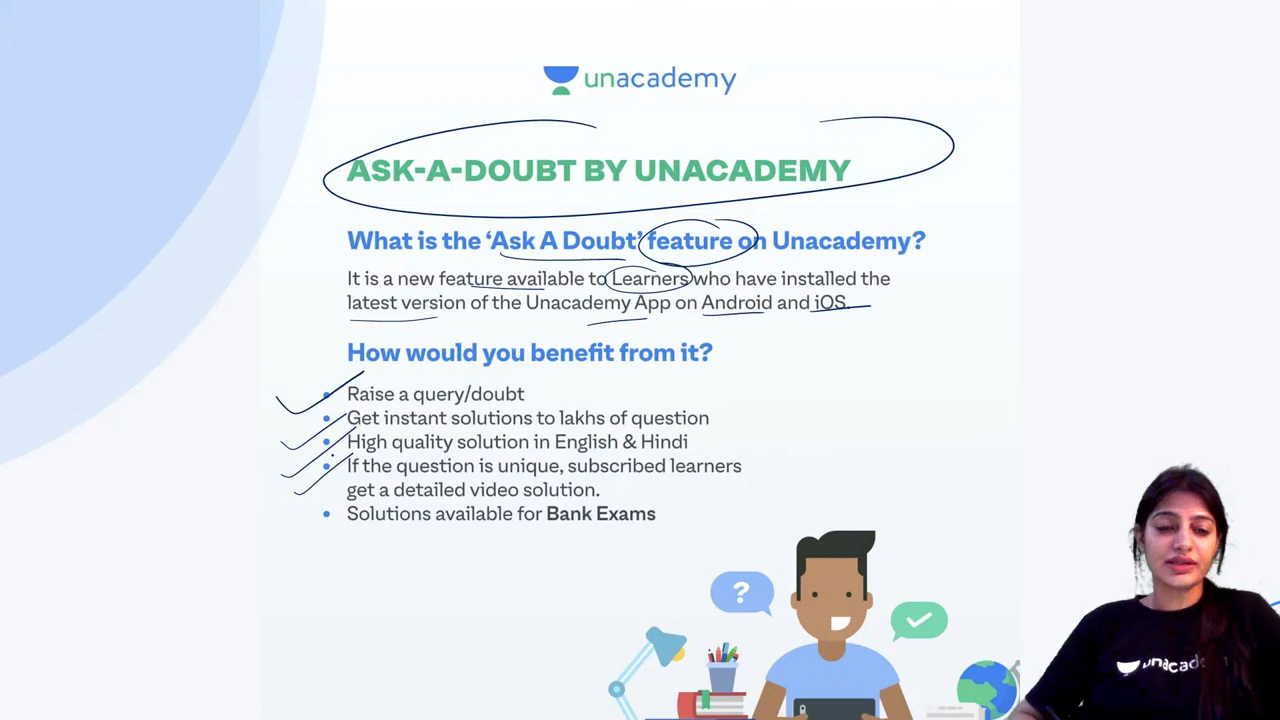 unacademy
ASK-A-DOUBT BY UNACADEMY
What is the ‘Ask A Doubt’ feature on Unacademy?
It is a new feature available to Learners who have installed the
latest version of the Unacademy App on Android and iOS.
How would you benefit from it?
• Raise a query/doubt
• Get instant solutions to lakhs of question
• High quality solution in English & Hindi
• If the question is unique, subscribed learners
get a detailed video solution.
• Solutions available for Bank Exams
?